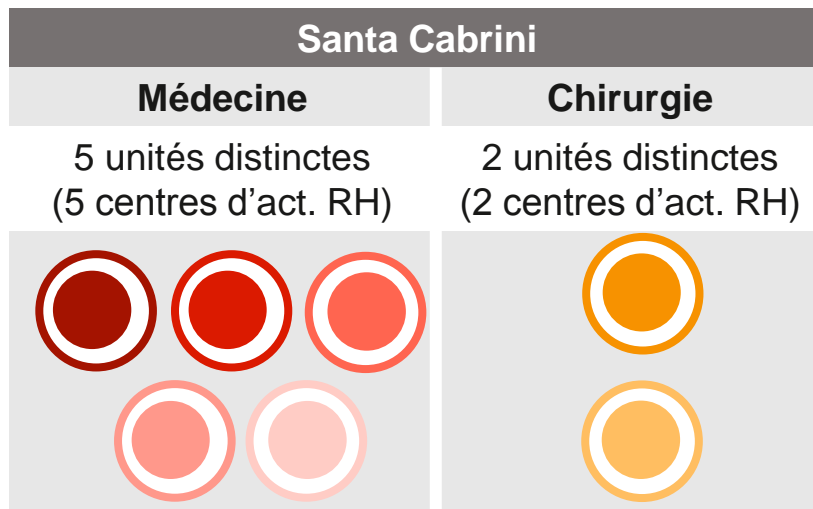 Santa Cabrini
Médecine
Chirurgie
5 unités distinctes
(5 centres d'act. RH)
2 unités distinctes
(2 centres d'act. RH)